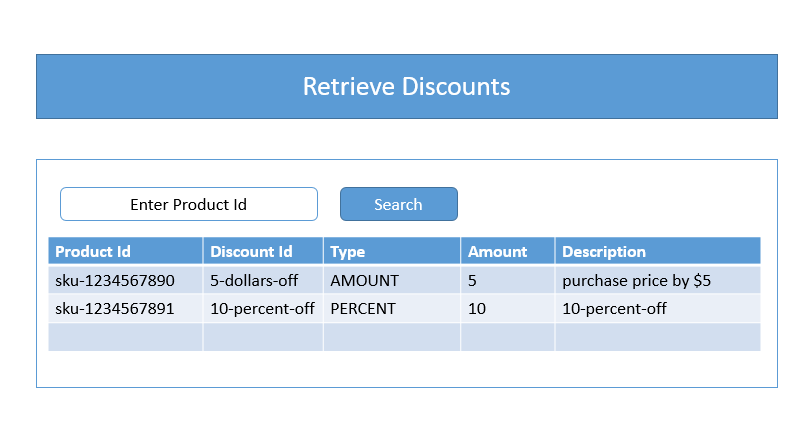 Retrieve Discounts
Enter Product Id Search
Product Id Discount Id Type Amount Description
sku-1234567890 5-dollars-off AMOUNT 5 purchase price by $5
sku-1234567891 10-percent-off PERCENT 10 10-percent-off